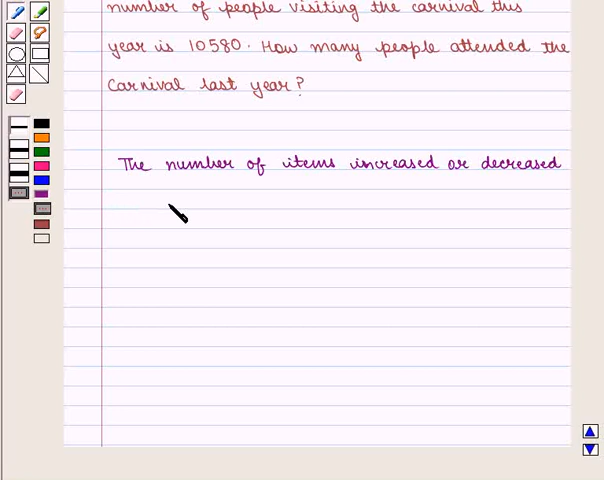 number of people visiting the carnival this
year is 10580. How many people attended the
carnival last year?
The number of items increased or decreased